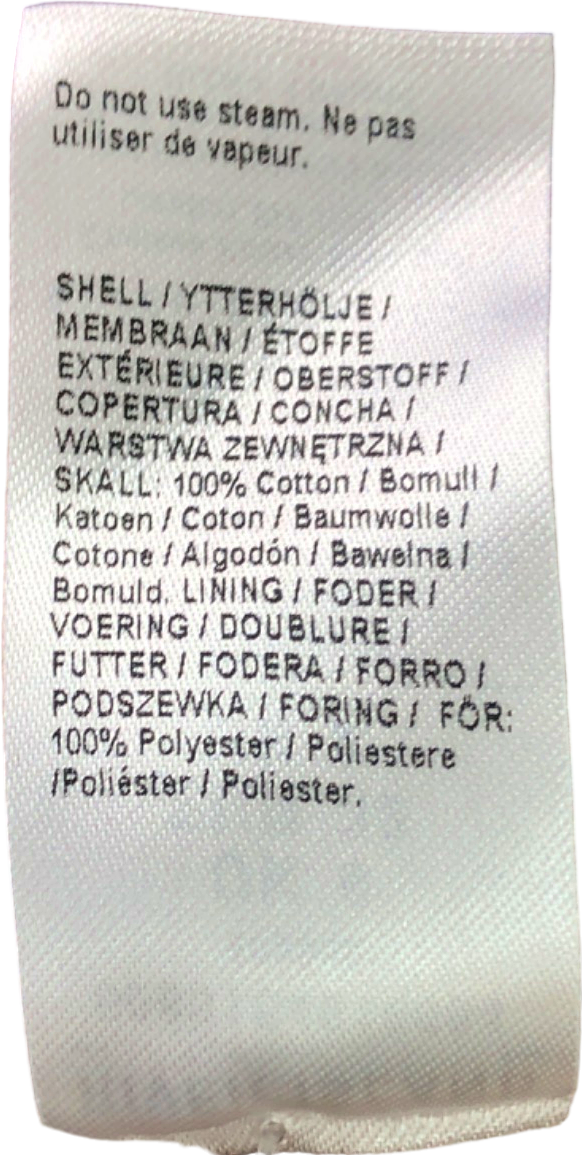 Do not use steam. Ne pas
utiliser de vapeur.
SHELL / YTTERHÖLJE /
MEMBRAAN / ÉTOFFE
EXTÉRIEURE / OBERSTOFF /
COPERTURA / CONCHA /
WARSTWA ZEWNĘTRZNA /
SKALL: 100% Cotton / Bomull /
Katoen / Coton / Baumwolle /
Cotone / Algodón / Bawelna /
Bomuld. LINING / FODER /
VOERING / DOUBLURE /
FUTTER / FODERA / FORRO /
PODSZEWKA / FORING / FÖR:
100% Polyester / Poliestere
/Poliéster / Poliester.